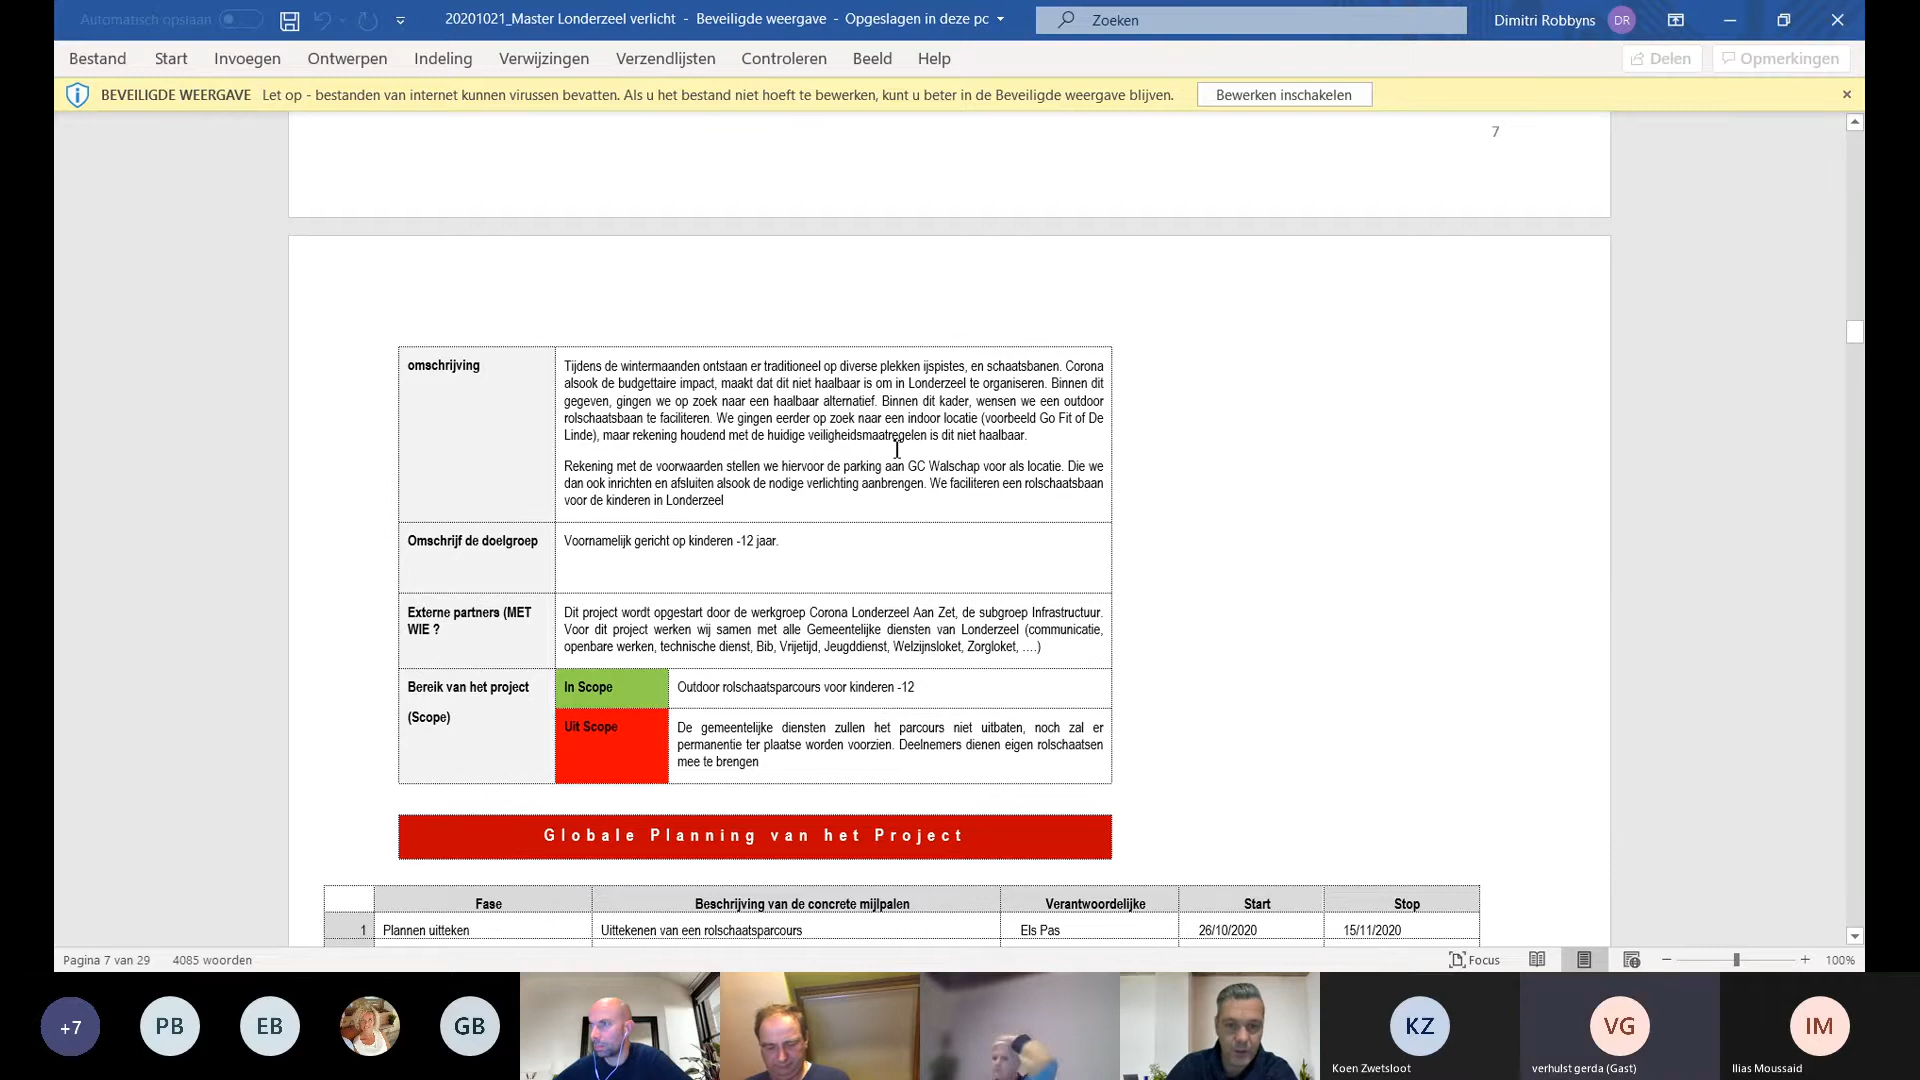 Automatisch opslaan
20201021_Master Londerzeel verlicht - Beveiligde weergave - Opgeslagen in deze pc
Zoeken
Dimitri Robbyns DR
Bestand Start Invoegen Ontwerpen Indeling Verwijzingen Verzendlijsten Controleren Beeld Help Delen Opmerkingen
BEVEILIGDE WEERGAVE Let op - bestanden van internet kunnen virussen bevatten. Als u het bestand niet hoeft te bewerken, kunt u beter in de Beveiligde weergave blijven. Bewerken inschakelen
7
omschrijving
Tijdens de wintermaanden ontstaan er traditioneel op diverse plekken ijspistes, en schaatsbanen. Corona
alsook de budgettaire impact, maakt dat dit niet haalbaar is om in Londerzeel te organiseren. Binnen dit
gegeven, gingen we op zoek naar een haalbaar alternatief. Binnen dit kader, wensen we een outdoor
rolschaatsbaan te faciliteren. We gingen eerder op zoek naar een indoor locatie (voorbeeld Go Fit of De
Linde), maar rekening houdend met de huidige veiligheidsmaatregelen is dit niet haalbaar.
Rekening met de voorwaarden stellen we hiervoor de parking aan GC Walschap voor als locatie. Die we
dan ook inrichten en afsluiten alsook de nodige verlichting aanbrengen. We faciliteren een rolschaatsbaan
voor de kinderen in Londerzeel
Omschrijf de doelgroep
Voornamelijk gericht op kinderen -12 jaar.
Externe partners (MET
WIE ?
Dit project wordt opgestart door de werkgroep Corona Londerzeel Aan Zet, de subgroep Infrastructuur.
Voor dit project werken wij samen met alle Gemeentelijke diensten van Londerzeel (communicatie,
openbare werken, technische dienst, Bib, Vrijetijd, Jeugddienst, Welzijnsloket, Zorgloket, ….)
Bereik van het project
(Scope)
In Scope
Outdoor rolschaatsparcours voor kinderen -12
Uit Scope
De gemeentelijke diensten zullen het parcours niet uitbaten, noch zal er
permanentie ter plaatse worden voorzien. Deelnemers dienen eigen rolschaatsen
mee te brengen
Globale Planning van het Project
Fase Beschrijving van de concrete mijlpalen Verantwoordelijke Start Stop
1 Plannen uitteken Uittekenen van een rolschaatsparcours Els Pas 26/10/2020 15/11/2020
Pagina 7 van 29 4085 woorden Focus 100%
+7 PB EB GB KZ VG IM
Koen Zwetsloot verhulst gerda (Gast) Ilias Moussaid